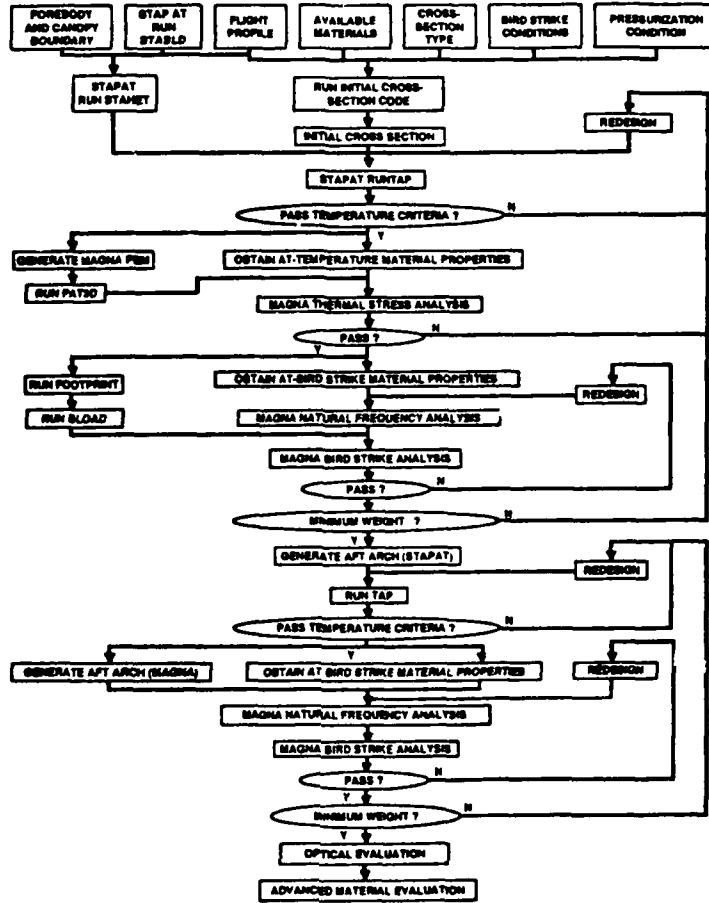 FOREBODY
AND CANOPY
BOUNDARY
STAP AT
RUN
STABLD
FLIGHT
PROFILE
AVAILABLE
MATERIALS
CROSS-
SECTION
TYPE
BIRD STRIKE
CONDITIONS
PRESSURIZATION
CONDITION
STAPAT
RUN STAHET
RUN INITIAL CROSS-
SECTION CODE
REDESIGN
INITIAL CROSS SECTION
STAPAT RUNTAP
PASS TEMPERATURE CRITERIA ?
N
Y
GENERATE MAGNA FEM
OBTAIN AT-TEMPERATURE MATERIAL PROPERTIES
RUN PAT3D
MAGNA THERMAL STRESS ANALYSIS
PASS ?
N
Y
RUN FOOTPRINT
OBTAIN AT-BIRD STRIKE MATERIAL PROPERTIES
REDESIGN
RUN BLOAD
MAGNA NATURAL FREQUENCY ANALYSIS
MAGNA BIRD STRIKE ANALYSIS
PASS ?
N
MINIMUM WEIGHT ?
N
Y
GENERATE AFT ARCH (STAPAT)
REDESIGN
RUN TAP
PASS TEMPERATURE CRITERIA ?
N
Y
GENERATE AFT ARCH (MAGNA)
OBTAIN AT BIRD STRIKE MATERIAL PROPERTIES
REDESIGN
MAGNA NATURAL FREQUENCY ANALYSIS
MAGNA BIRD STRIKE ANALYSIS
PASS ?
N
Y
MINIMUM WEIGHT ?
N
Y
OPTICAL EVALUATION
ADVANCED MATERIAL EVALUATION